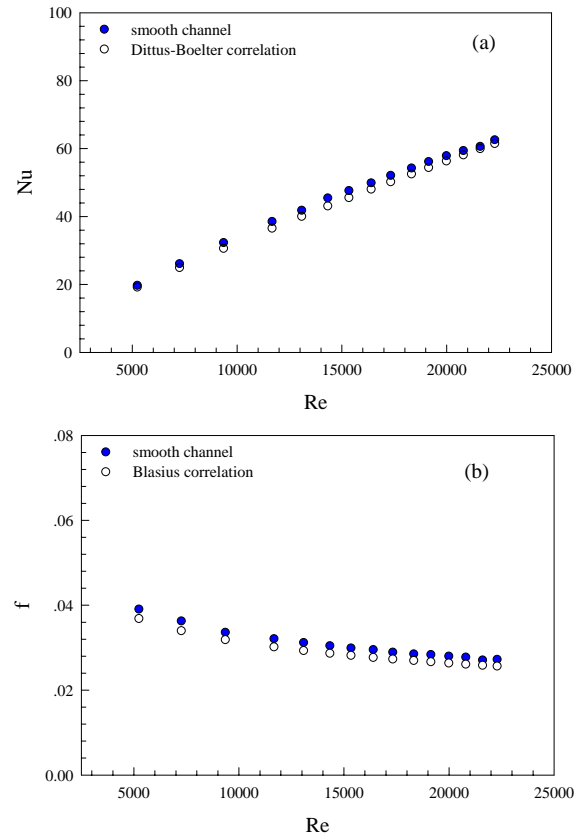 100
80
60
40
20
0
Nu
smooth channel
Dittus-Boelter correlation
(a)
5000 10000 15000 20000 25000
Re
.08
.06
.04
.02
0.00
f
smooth channel
Blasius correlation
(b)
5000 10000 15000 20000 25000
Re